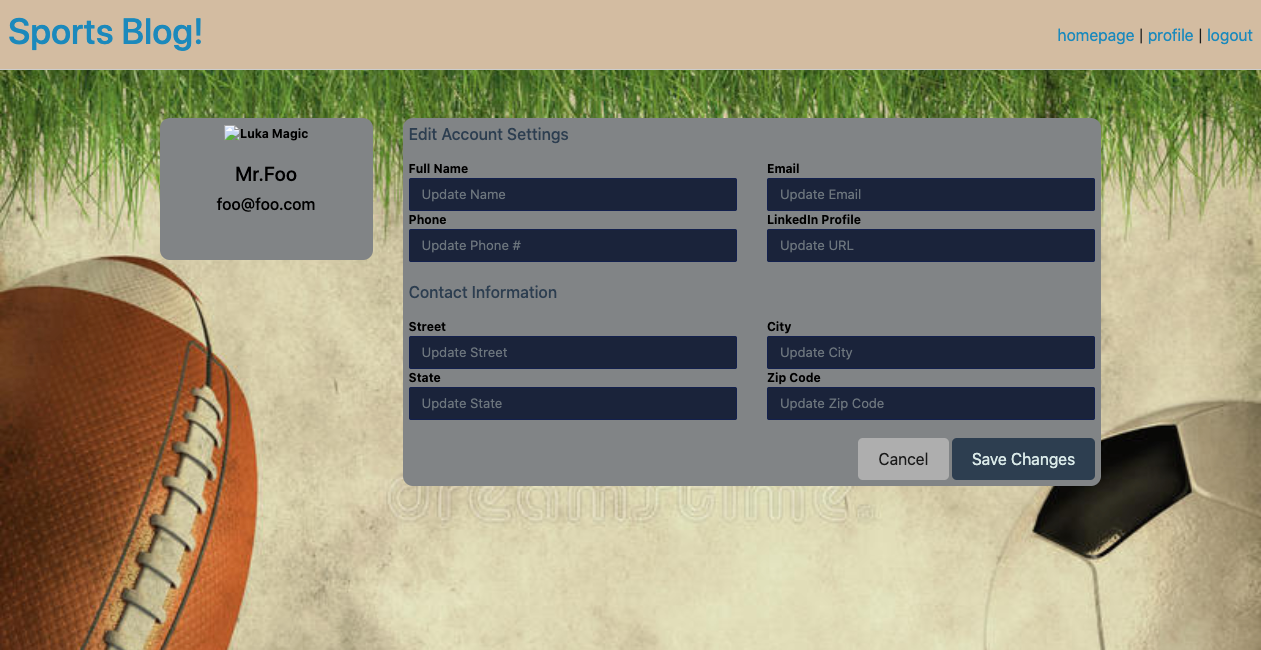 Sports Blog!
homepage | profile | logout
Luka Magic
Mr.Foo
foo@foo.com
Edit Account Settings
Full Name
Email
Update Name
Update Email
Phone
LinkedIn Profile
Update Phone #
Update URL
Contact Information
Street
City
Update Street
Update City
State
Zip Code
Update State
Update Zip Code
Cancel
Save Changes
dreamstime